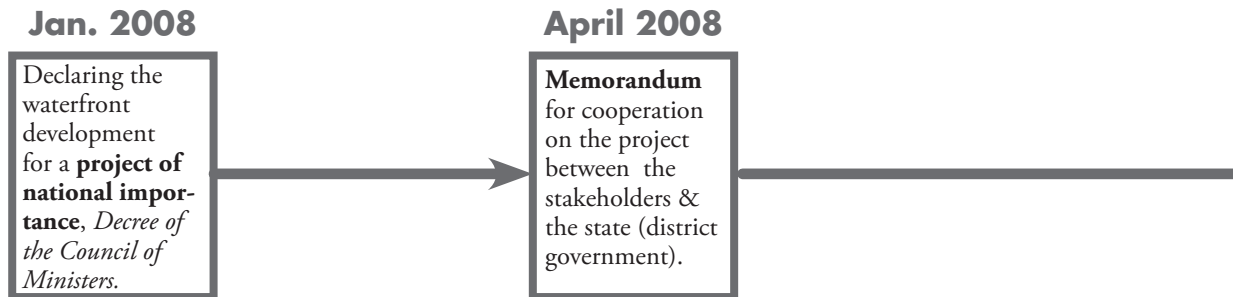 Jan. 2008
Declaring the
waterfront
development
for a project of
national impor-
tance, Decree of
the Council of
Ministers.
April 2008
Memorandum
for cooperation
on the project
between the
stakeholders &
the state (district
government).